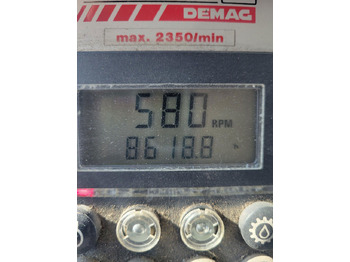 DEMAG
max. 2350/min
580 RPM
8618.8 h